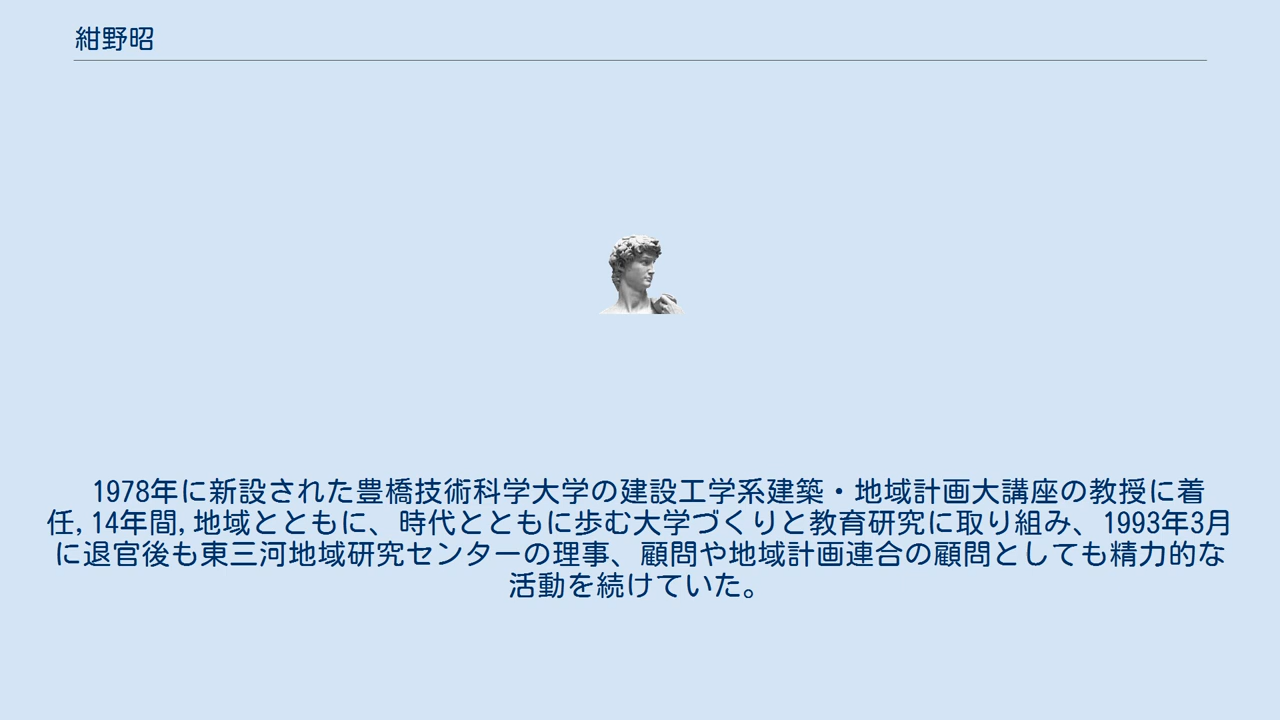 紺野昭
1978年に新設された豊橋技術科学大学の建設工学系建築・地域計画大講座の教授に着
任,14年間,地域とともに、時代とともに歩む大学づくりと教育研究に取り組み、1993年3月
に退官後も東三河地域研究センターの理事、顧問や地域計画連合の顧問としても精力的な
活動を続けていた。